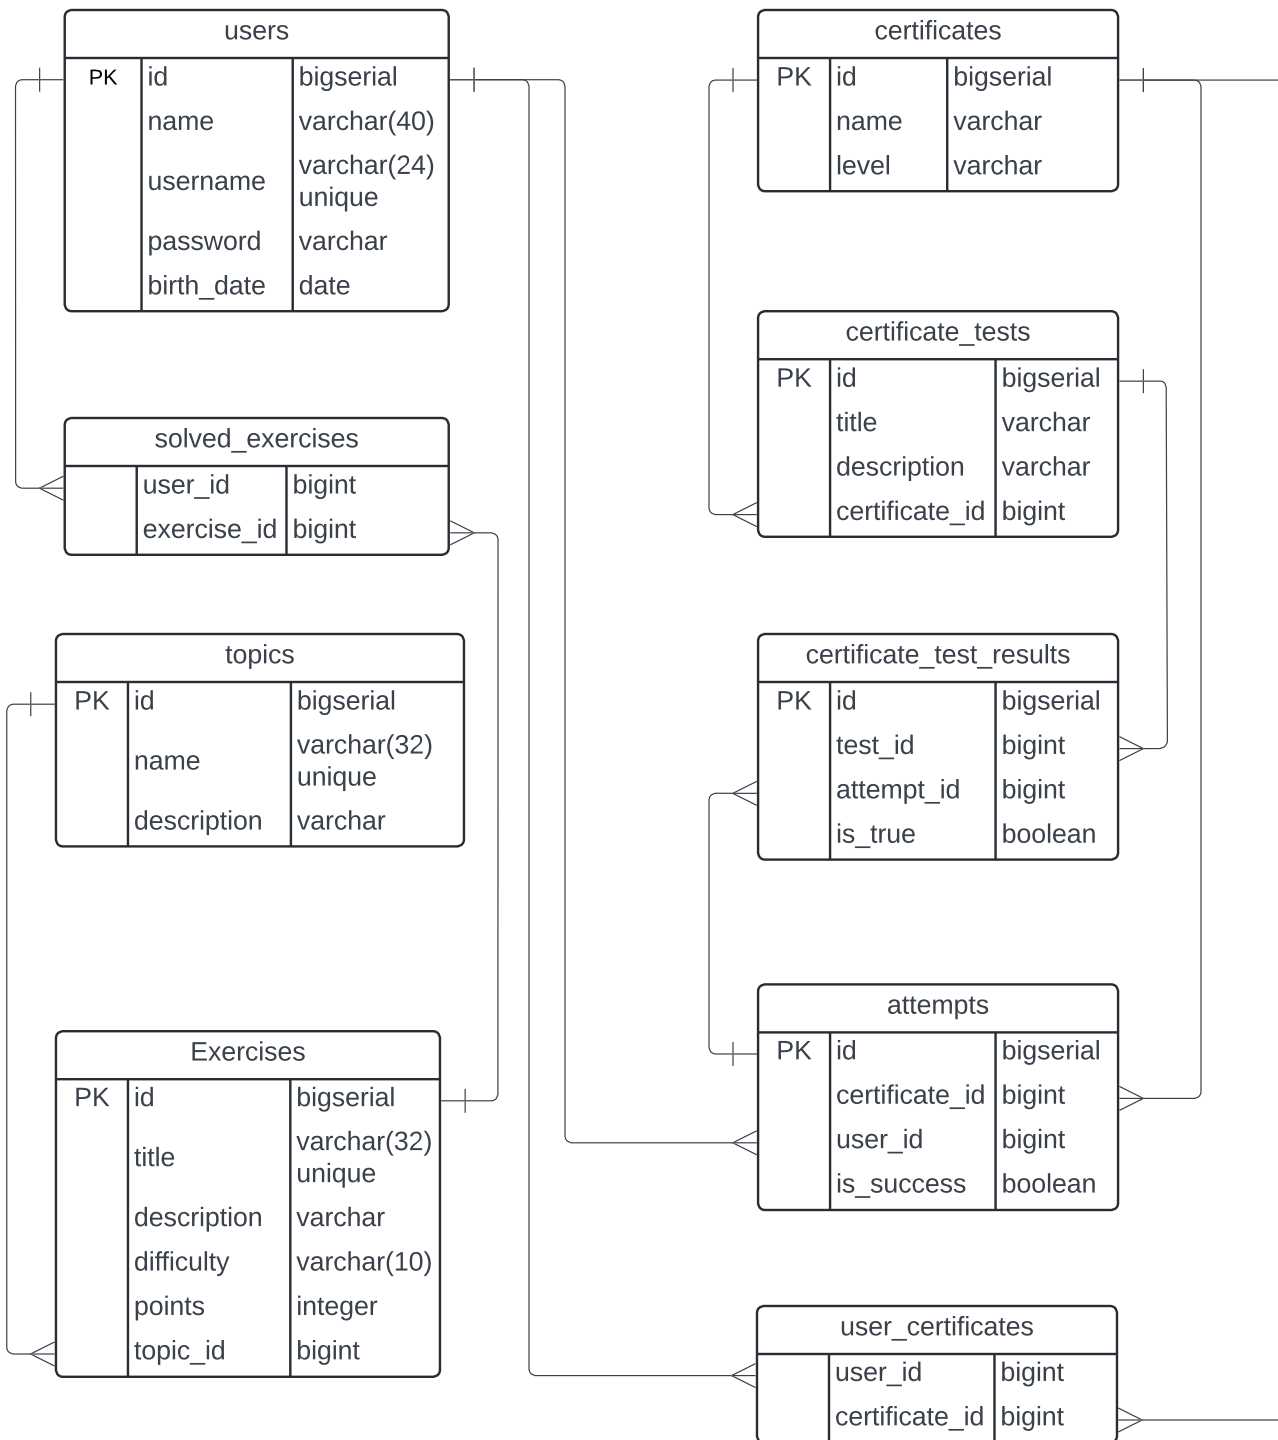 users
PK id bigserial
name varchar(40)
username varchar(24)
unique
password varchar
birth_date date
solved_exercises
user_id bigint
exercise_id bigint
topics
PK id bigserial
name varchar(32)
unique
description varchar
Exercises
PK id bigserial
title varchar(32)
unique
description varchar
difficulty varchar(10)
points integer
topic_id bigint
certificates
PK id bigserial
name varchar
level varchar
certificate_tests
PK id bigserial
title varchar
description varchar
certificate_id bigint
certificate_test_results
PK id bigserial
test_id bigint
attempt_id bigint
is_true boolean
attempts
PK id bigserial
certificate_id bigint
user_id bigint
is_success boolean
user_certificates
user_id bigint
certificate_id bigint